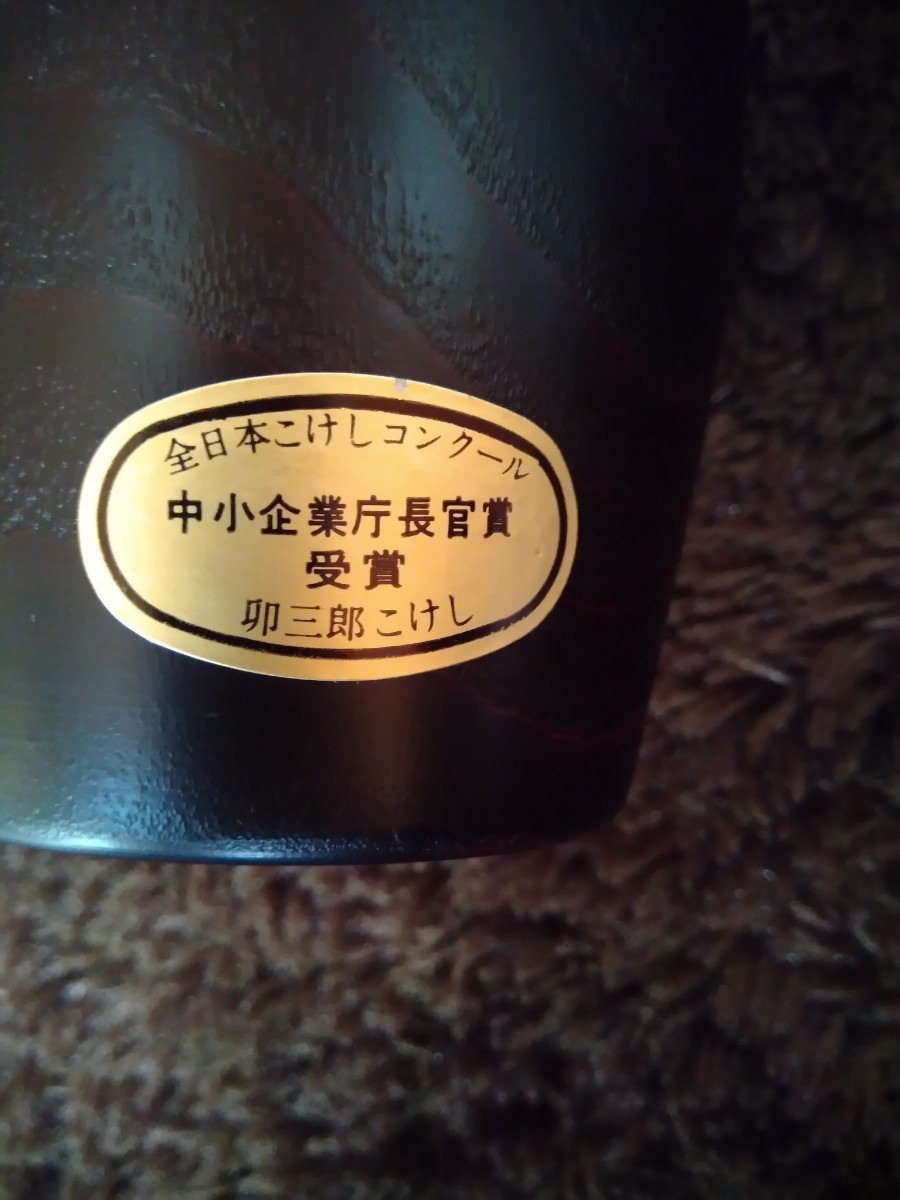 全日本こけしコンクール
中小企業庁長官賞
受賞
卯三郎こけし